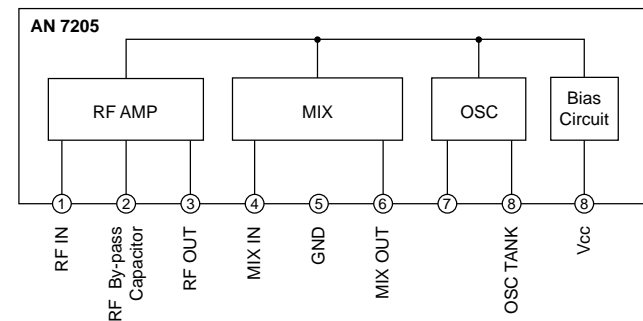 AN 7205
RF AMP
MIX
OSC
Bias
Circuit
1
2
3
4
5
6
7
8
8
RF IN
RF By-pass
Capacitor
RF OUT
MIX IN
GND
MIX OUT
OSC TANK
Vcc